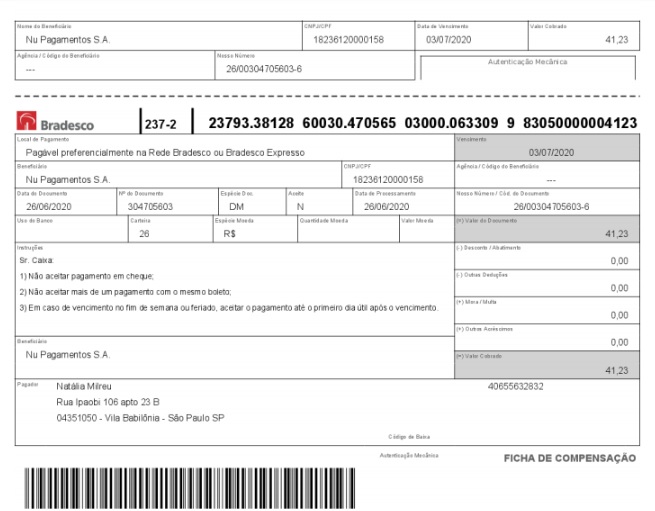 Nome do Beneficiário CNPJ/CPF Data de Vencimento Valor Cobrado
Nu Pagamentos S.A. 18236120000158 03/07/2020 41,23
Agência / Código do Beneficiário Nosso Número Autenticação Mecânica
--- 26/00304705603-6
Bradesco 237-2 23793.38128 60030.470565 03000.063309 9 83050000004123
Local de Pagamento Vencimento
Pagável preferencialmente na Rede Bradesco ou Bradesco Expresso 03/07/2020
Beneficiário CNPJ/CPF Agência / Código do Beneficiário
Nu Pagamentos S.A. 18236120000158 ---
Data do Documento Nº do Documento Espécie Doc. Aceite Data de Processamento Nosso Número / Cód. do Documento
26/06/2020 304705603 DM N 26/06/2020 26/00304705603-6
Uso do Banco Carteira Espécie Moeda Quantidade Moeda Valor Moeda (=) Valor do Documento
26 R$ 41,23
Instruções (-) Desconto / Abatimento
Sr. Caixa: 0,00
1) Não aceitar pagamento em cheque; (-) Outras Deduções
2) Não aceitar mais de um pagamento com o mesmo boleto; 0,00
3) Em caso de vencimento no fim de semana ou feriado, aceitar o pagamento até o primeiro dia útil após o vencimento. (+) Mora / Multa
0,00
(+) Outros Acréscimos
0,00
Beneficiário (=) Valor Cobrado
Nu Pagamentos S.A. 41,23
Pagador Natália Milreu 40655632832
Rua Ipaobi 106 apto 23 B
04351050 - Vila Babilônia - São Paulo SP
Código de Baixa
Autenticação Mecânica FICHA DE COMPENSAÇÃO